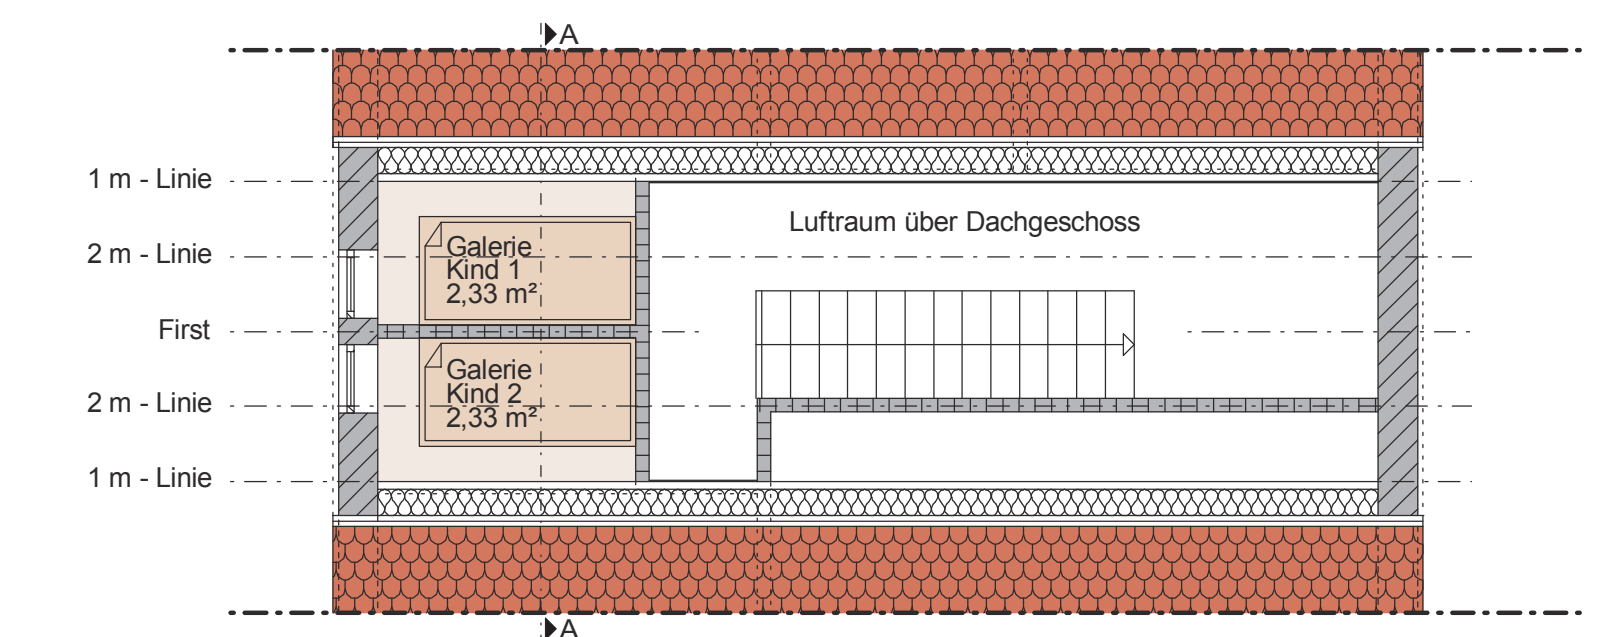 A
1 m - Linie
Luftraum über Dachgeschoss
2 m - Linie
Galerie
Kind 1
2,33 m²
First
Galerie
Kind 2
2,33 m²
2 m - Linie
1 m - Linie
A